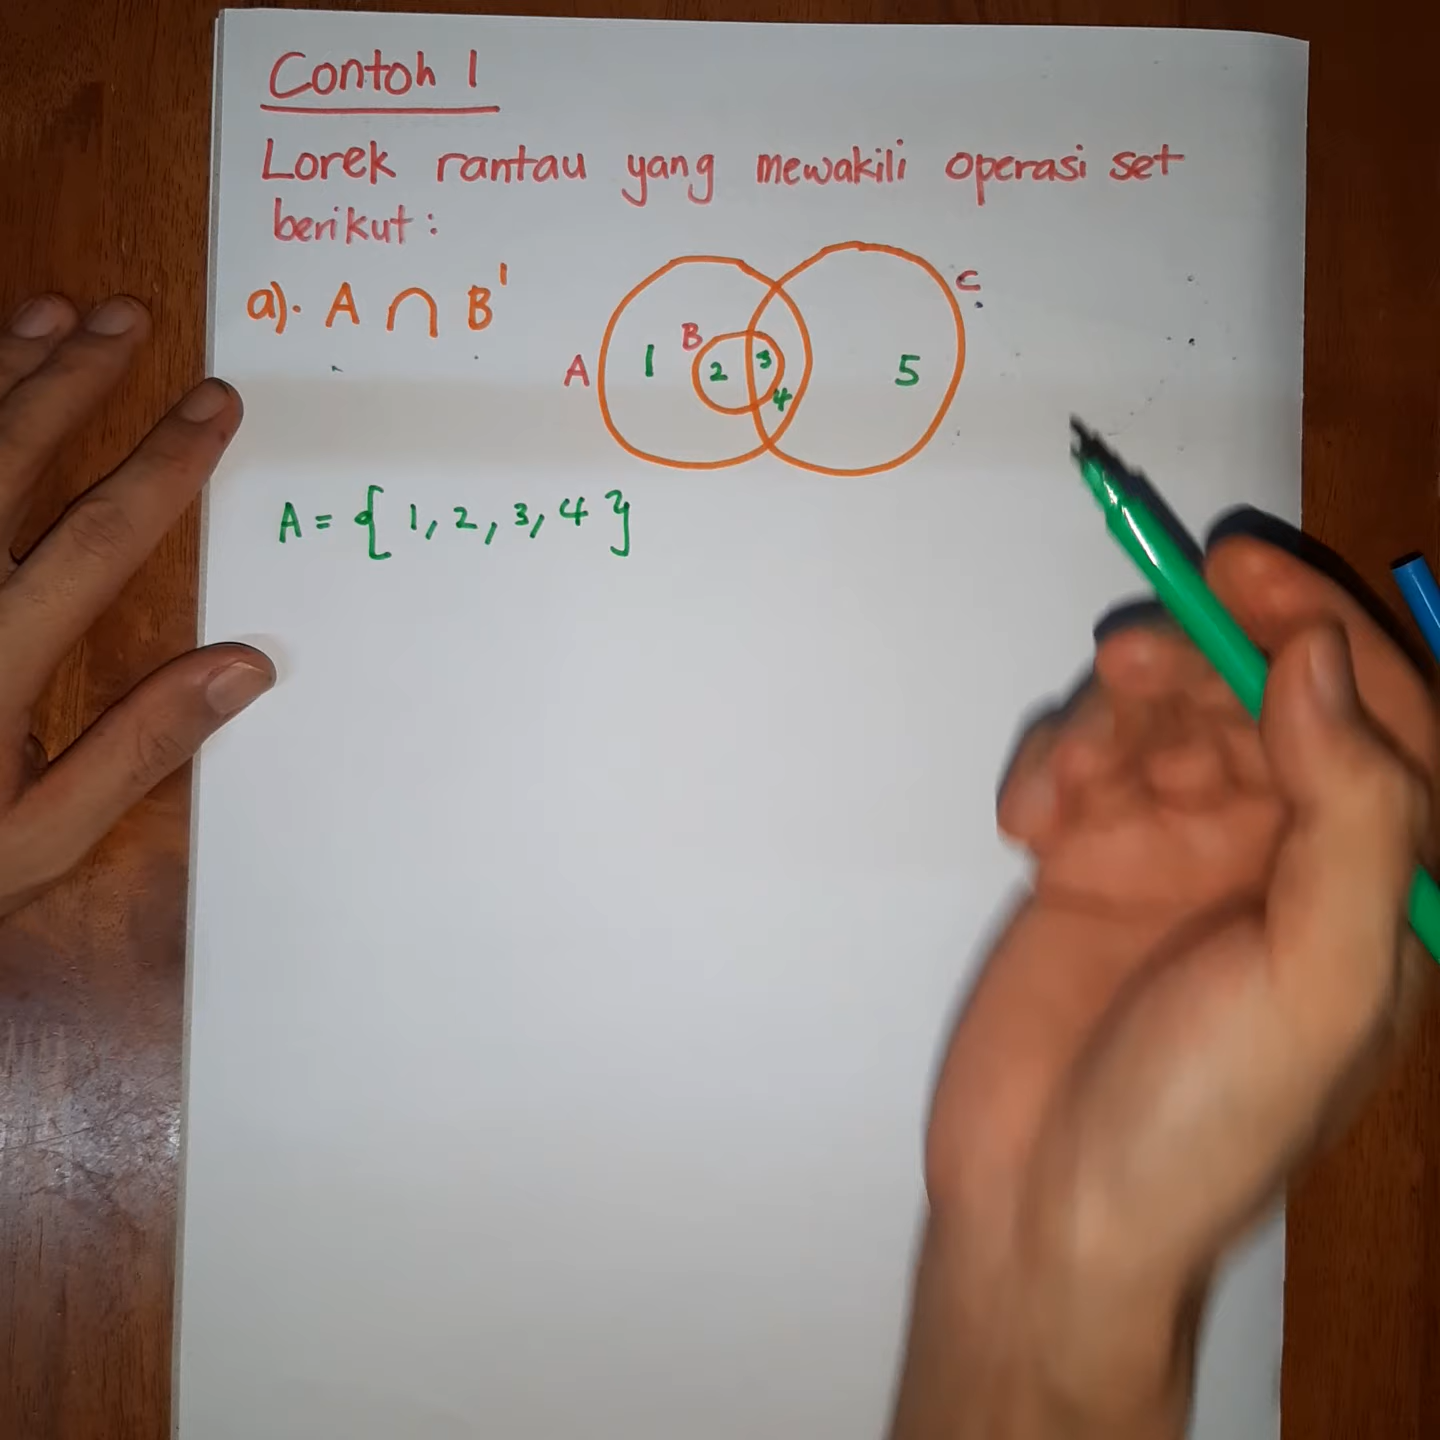 Contoh 1
Lorek rantau yang mewakili operasi set
berikut:
a). A ∩ B'
C
B
A 1 2 3 5
4
A = { 1, 2, 3, 4 }